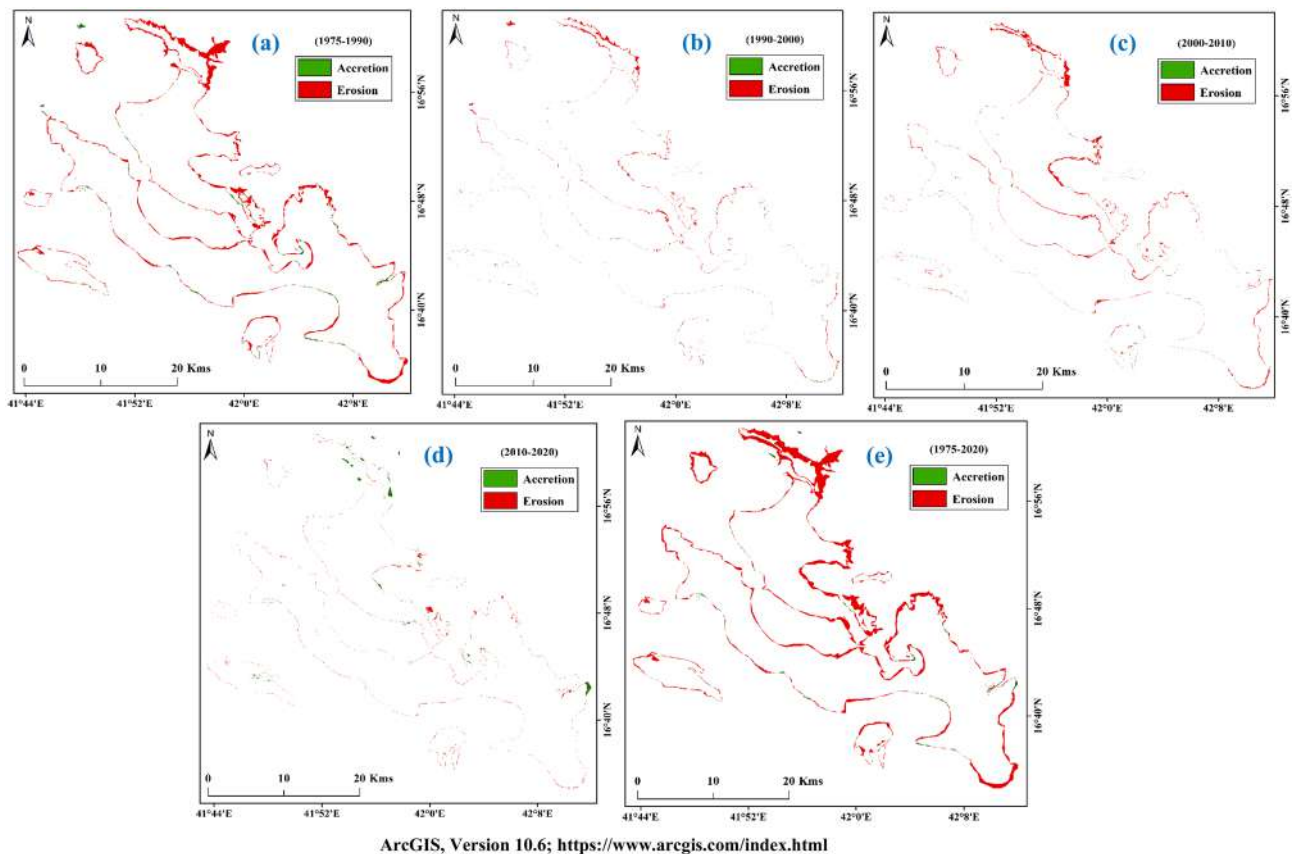 N
(a)
(1975-1990)
Accretion
Erosion
16°56'N
16°48'N
16°40'N
0 10 20 Kms
41°44'E 41°52'E 42°0'E 42°8'E
N
(b)
(1990-2000)
Accretion
Erosion
16°56'N
16°48'N
16°40'N
0 10 20 Kms
41°44'E 41°52'E 42°0'E 42°8'E
N
(c)
(2000-2010)
Accretion
Erosion
16°56'N
16°48'N
16°40'N
0 10 20 Kms
41°44'E 41°52'E 42°0'E 42°8'E
N
(d)
(2010-2020)
Accretion
Erosion
16°56'N
16°48'N
16°40'N
0 10 20 Kms
41°44'E 41°52'E 42°0'E 42°8'E
N
(e)
(1975-2020)
Accretion
Erosion
16°56'N
16°48'N
16°40'N
0 10 20 Kms
41°44'E 41°52'E 42°0'E 42°8'E
ArcGIS, Version 10.6; https://www.arcgis.com/index.html